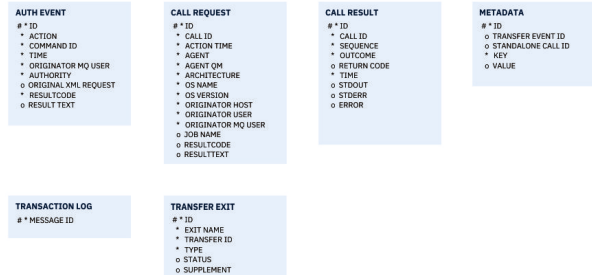 AUTH EVENT
# * ID
* ACTION
* COMMAND ID
* TIME
* ORIGINATOR MQ USER
* AUTHORITY
o ORIGINAL XML REQUEST
* RESULTCODE
o RESULT TEXT
CALL REQUEST
# * ID
* CALL ID
* ACTION TIME
* AGENT
* AGENT QM
* ARCHITECTURE
* OS NAME
* OS VERSION
* ORIGINATOR HOST
* ORIGINATOR USER
* ORIGINATOR MQ USER
o JOB NAME
o RESULTCODE
o RESULTTEXT
CALL RESULT
# * ID
* CALL ID
* SEQUENCE
* OUTCOME
o RETURN CODE
* TIME
o STDOUT
o STDERR
o ERROR
METADATA
# * ID
o TRANSFER EVENT ID
o STANDALONE CALL ID
* KEY
o VALUE
TRANSACTION LOG
# * MESSAGE ID
TRANSFER EXIT
# * ID
* EXIT NAME
* TRANSFER ID
* TYPE
o STATUS
o SUPPLEMENT